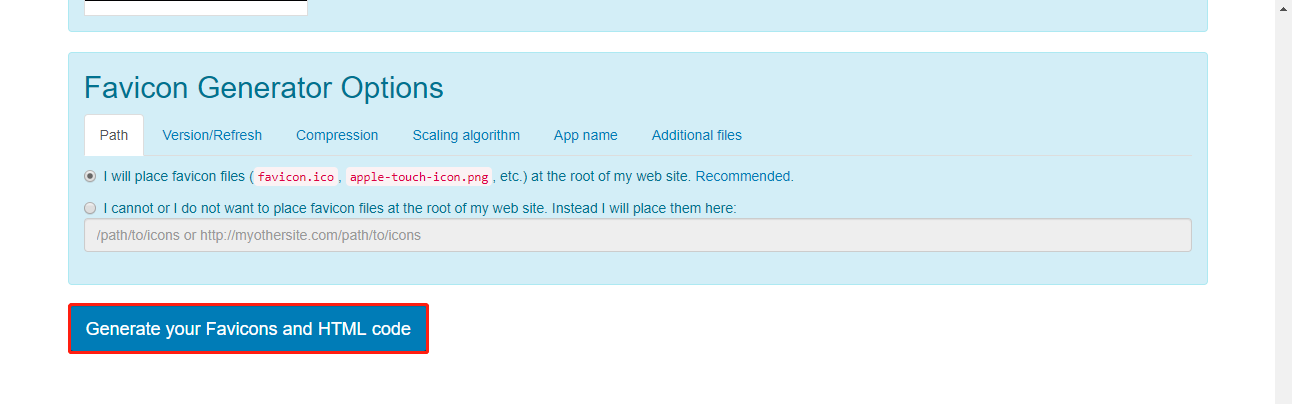 Favicon Generator Options
Path Version/Refresh Compression Scaling algorithm App name Additional files
I will place favicon files (favicon.ico, apple-touch-icon.png, etc.) at the root of my web site. Recommended.
I cannot or I do not want to place favicon files at the root of my web site. Instead I will place them here:
/path/to/icons or http://myothersite.com/path/to/icons
Generate your Favicons and HTML code